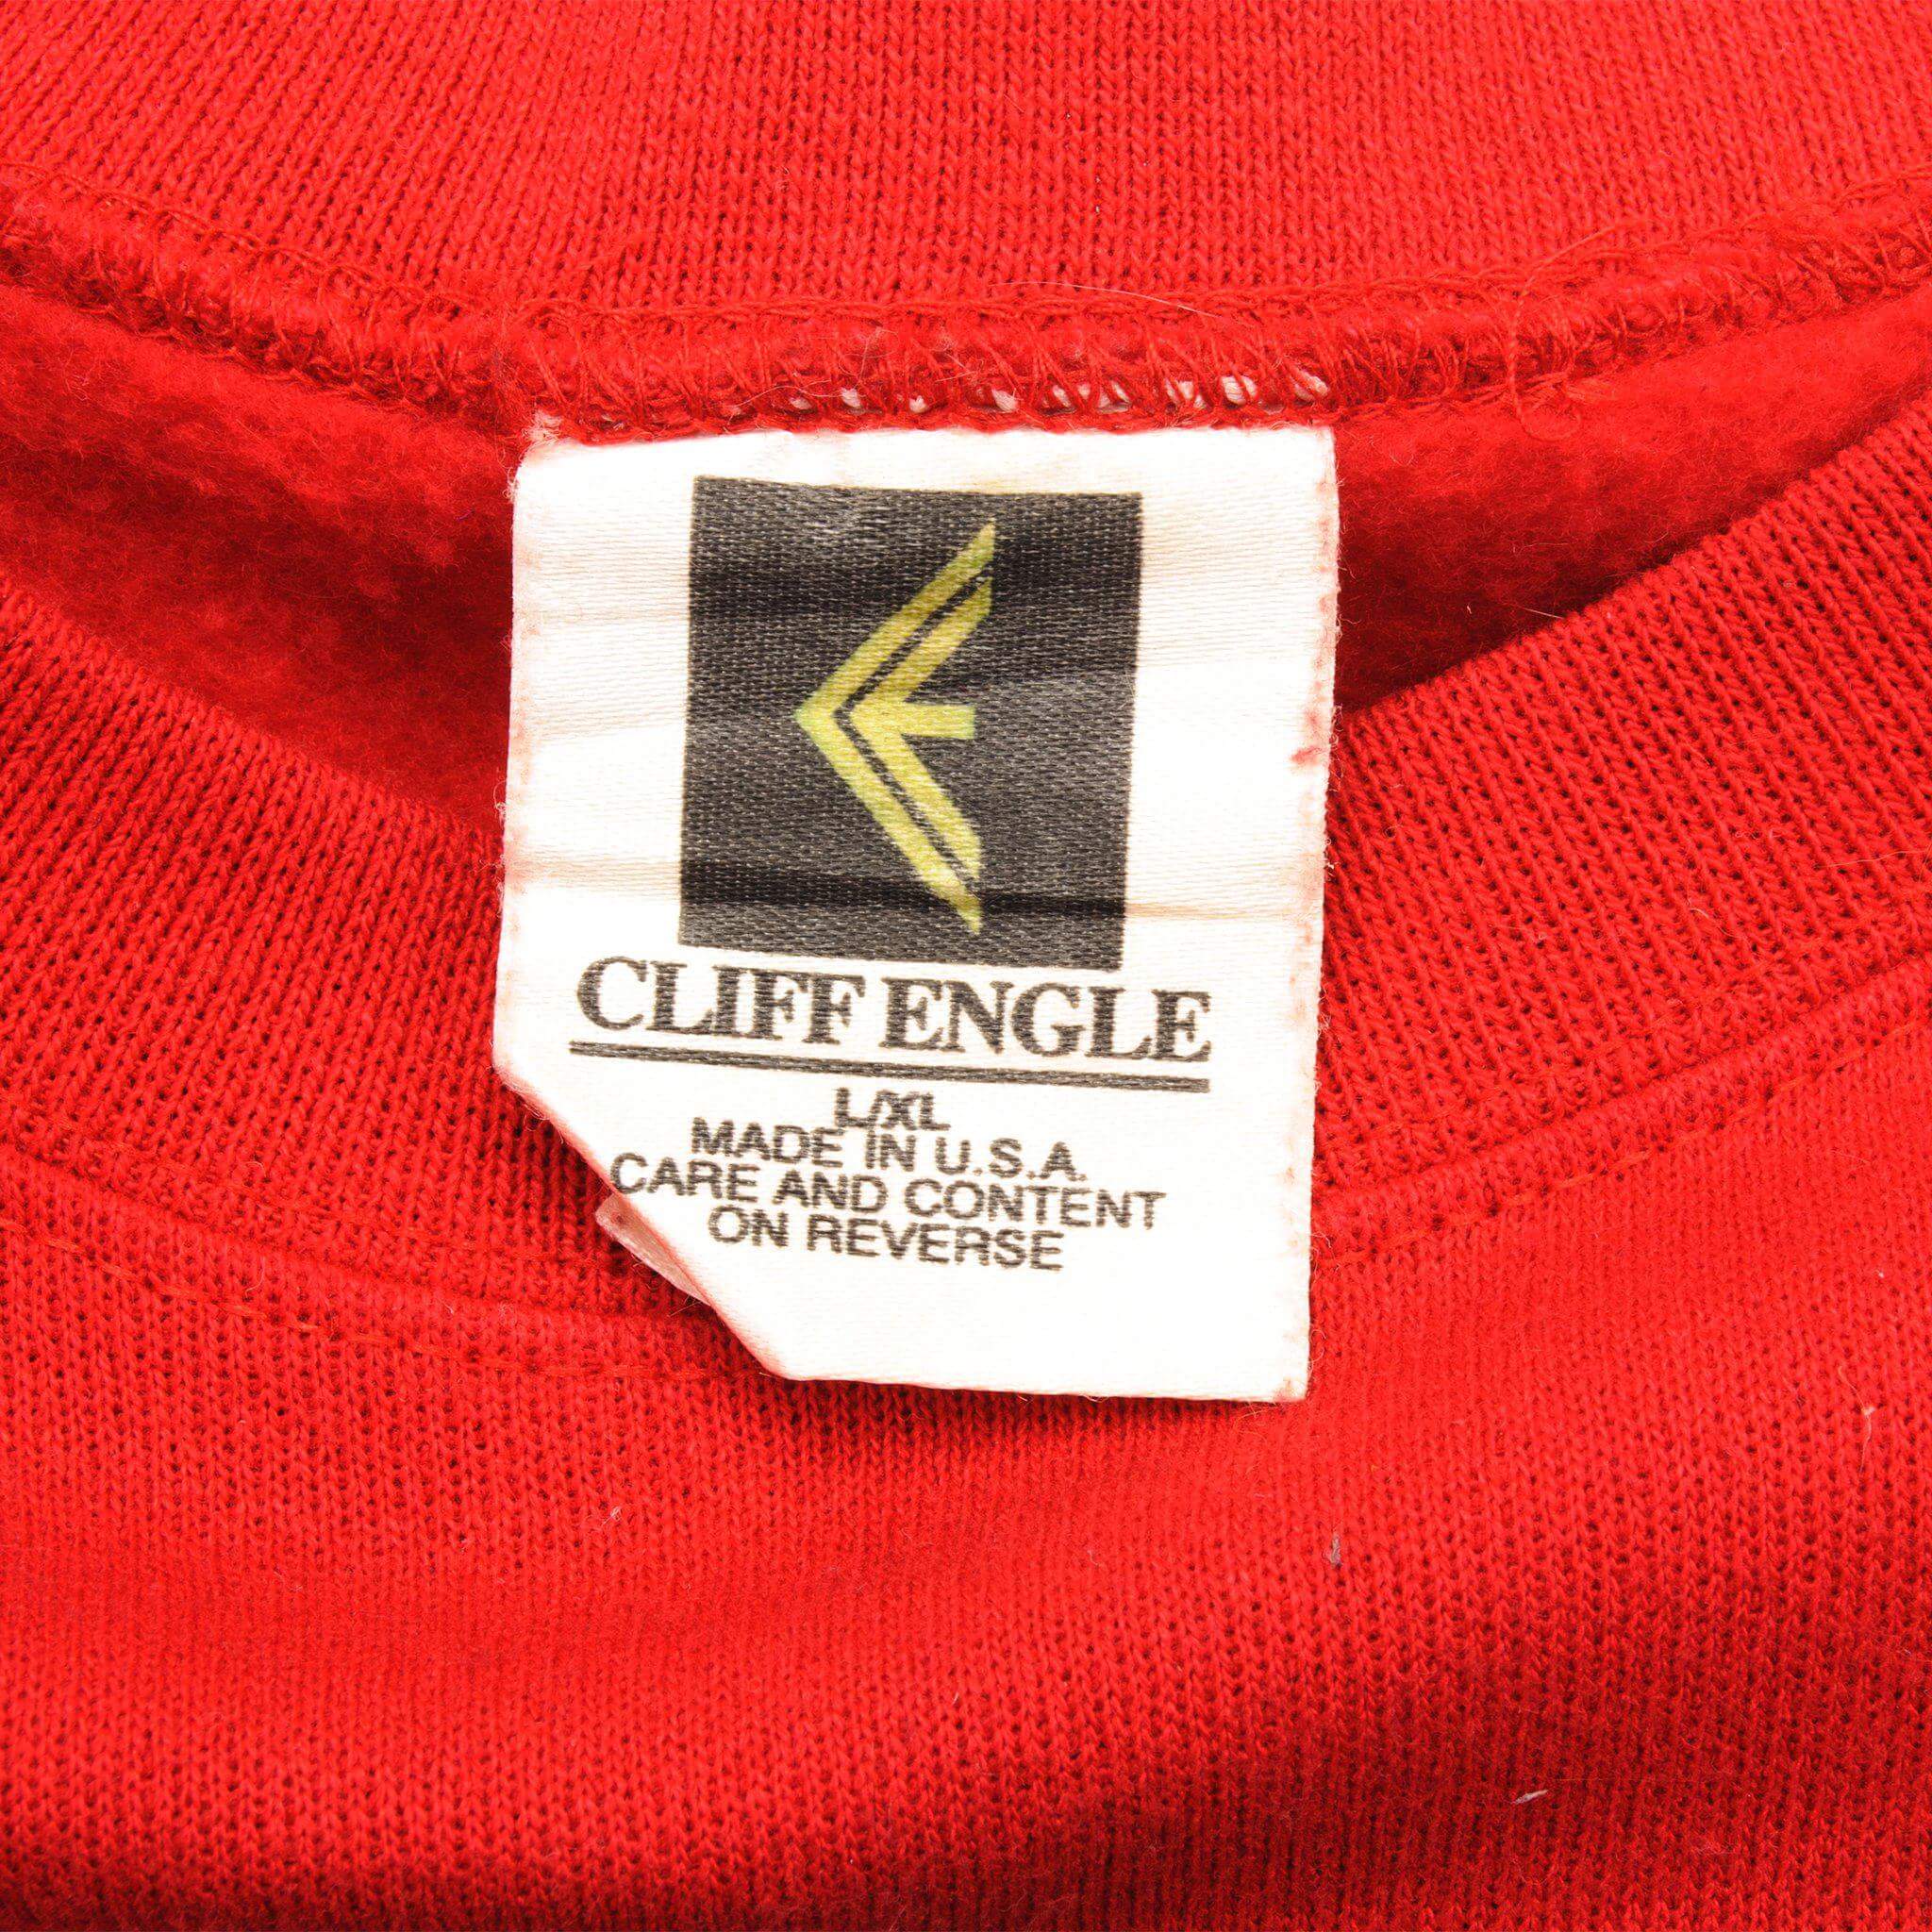 CLIFF ENGLE
L/XL
MADE IN U.S.A.
CARE AND CONTENT
ON REVERSE